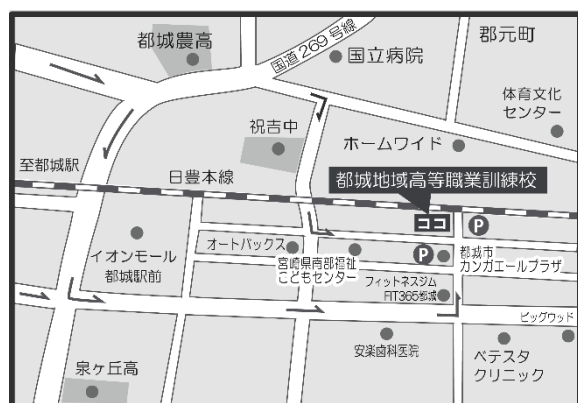 都城農高
国道269号線
国立病院
郡元町
体育文化
センター
祝吉中
ホームワイド
至都城駅
日豊本線
都城地域高等職業訓練校
ココ
P
イオンモール
都城駅前
オートバックス
宮崎県南部福祉
こどもセンター
P
都城市
カンガエールプラザ
フィットネスジム
FIT365都城
ビッグウッド
安楽歯科医院
ベテスタ
クリニック
泉ヶ丘高